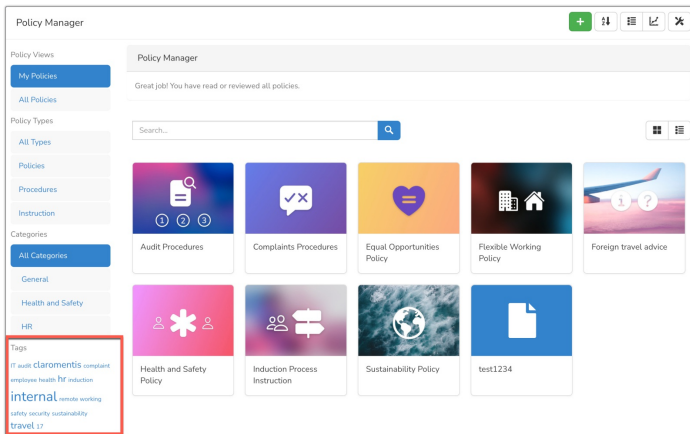 Policy Manager
Policy Views
My Policies
All Policies
Policy Types
All Types
Policies
Procedures
Instruction
Categories
All Categories
General
Health and Safety
HR
Tags
IT audit claromentis complaint
employee health hr induction
internal remote working
safety security sustainability
travel 17
Policy Manager
Great job! You have read or reviewed all policies.
Search...
1 2 3
Audit Procedures
Complaints Procedures
Equal Opportunities
Policy
Flexible Working
Policy
i ?
Foreign travel advice
Health and Safety
Policy
Induction Process
Instruction
Sustainability Policy
test1234